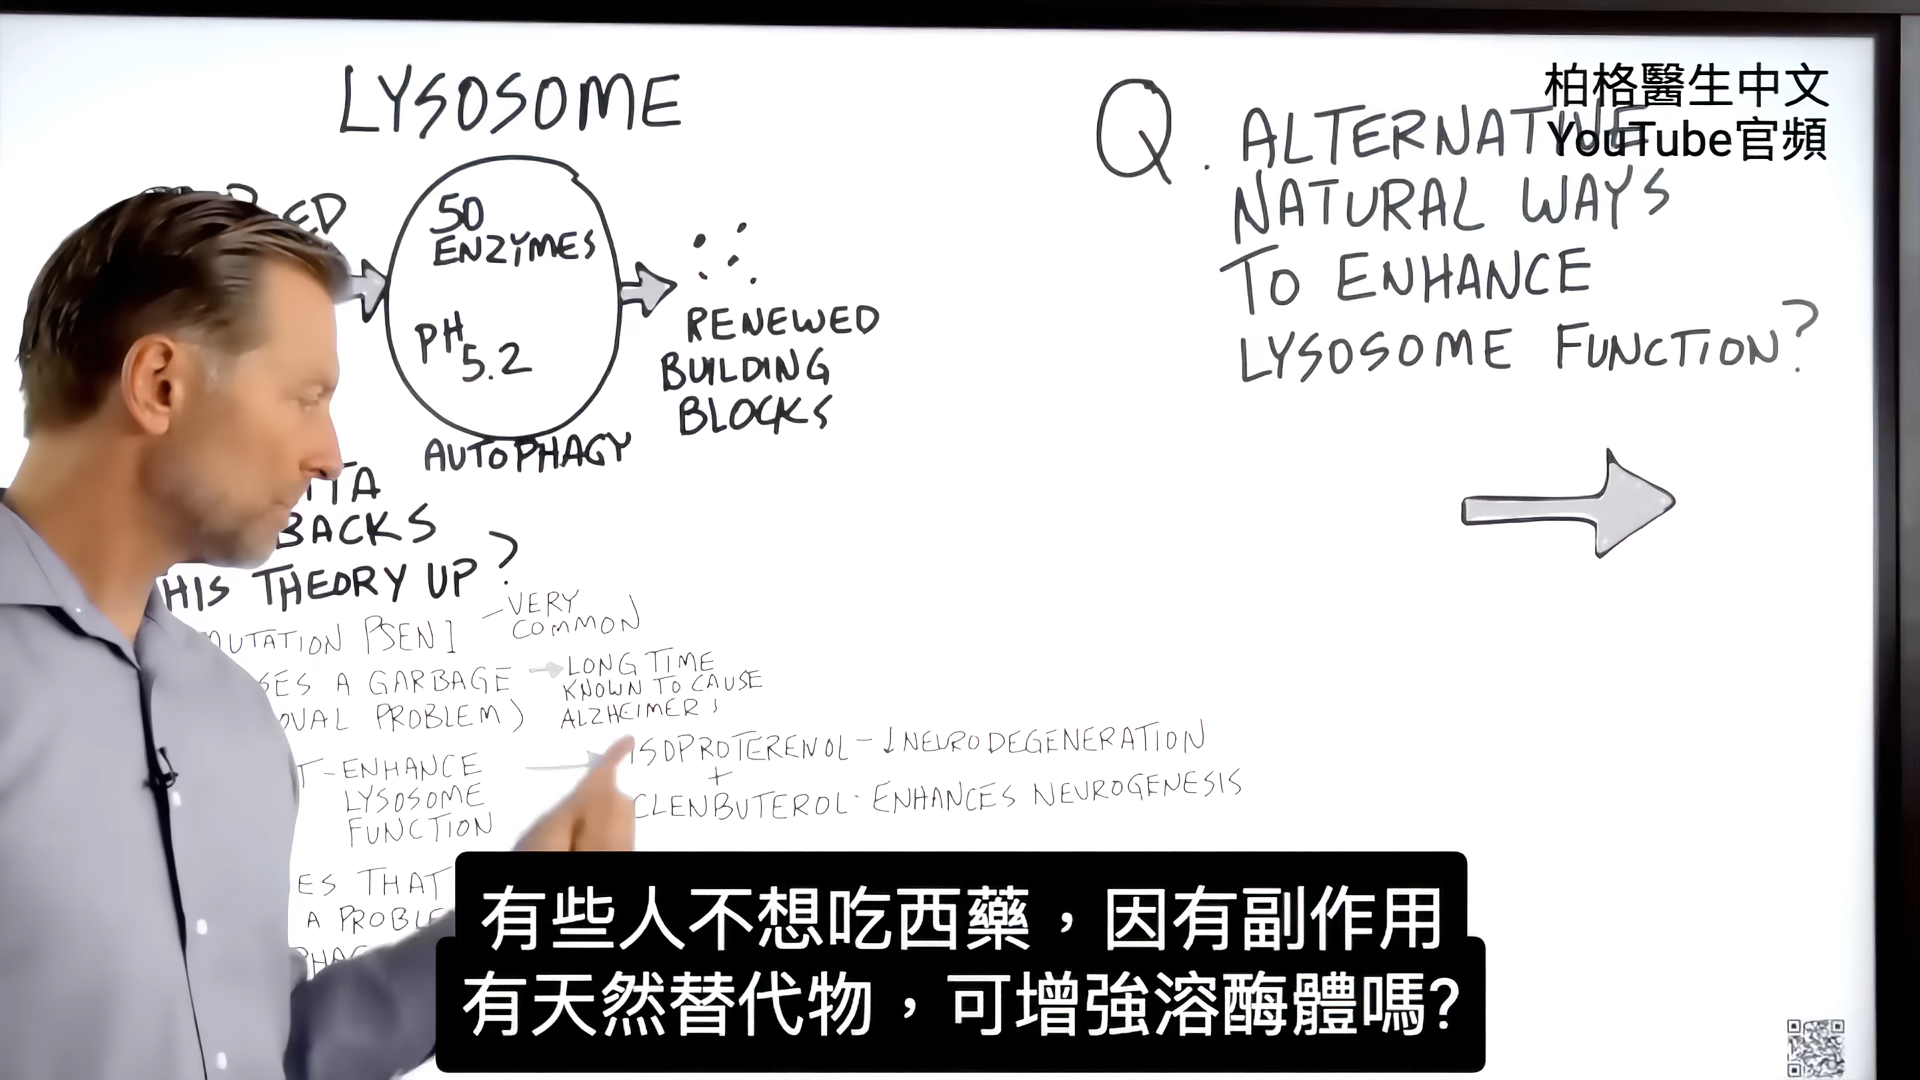 LYSOSOME
50
ENZYMES
PH
5.2
RENEWED
BUILDING
BLOCKS
AUTOPHAGY
BACKS
THEORY UP?
MUTATION PSEN1
VERY
COMMON
A GARBAGE
PROBLEM)
LONG TIME
KNOWN TO CAUSE
ALZHEIMER'S
ENHANCE
LYSOSOME
FUNCTION
ISOPROTERENOL - ↓NEURODEGENERATION
+
CLENBUTEROL - ENHANCES NEUROGENESIS
THAT
A
Q. ALTERNATIVE
NATURAL WAYS
TO ENHANCE
LYSOSOME FUNCTION?
柏格醫生中文
YouTube官頻
有些人不想吃西藥，因有副作用
有天然替代物，可增強溶酶體嗎?